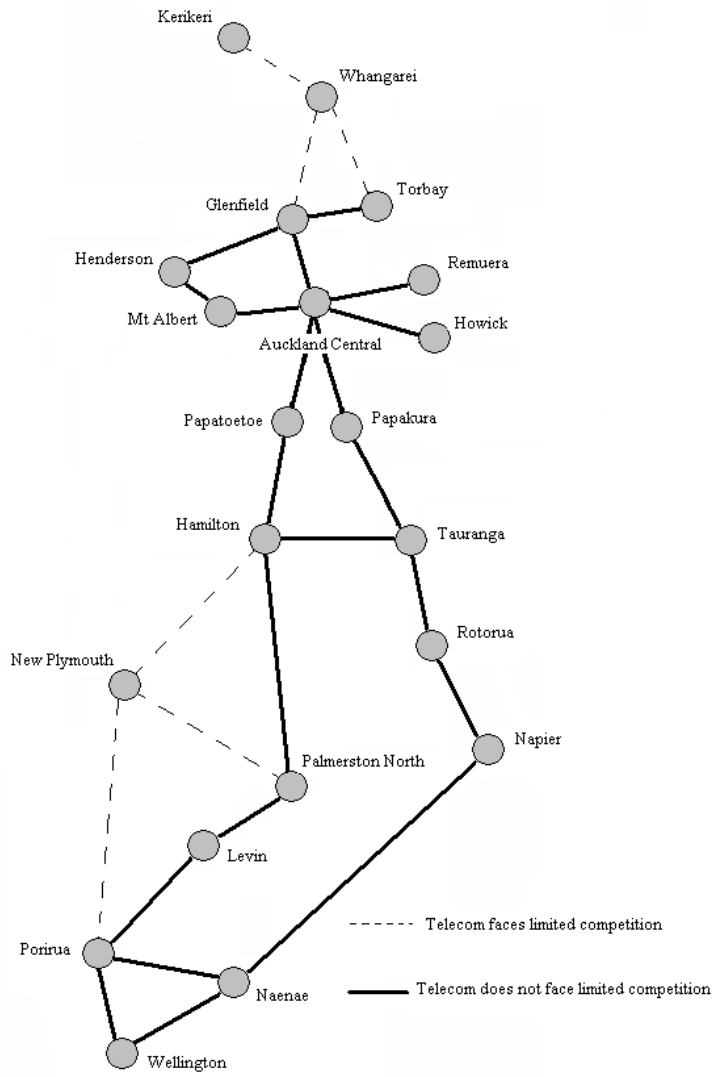 Kerikeri
Whangarei
Torbay
Glenfield
Henderson
Remuera
Mt Albert
Howick
Auckland Central
Papatoetoe
Papakura
Hamilton
Tauranga
Rotorua
New Plymouth
Napier
Palmerston North
Levin
Telecom faces limited competition
Porirua
Telecom does not face limited competition
Naenae
Wellington